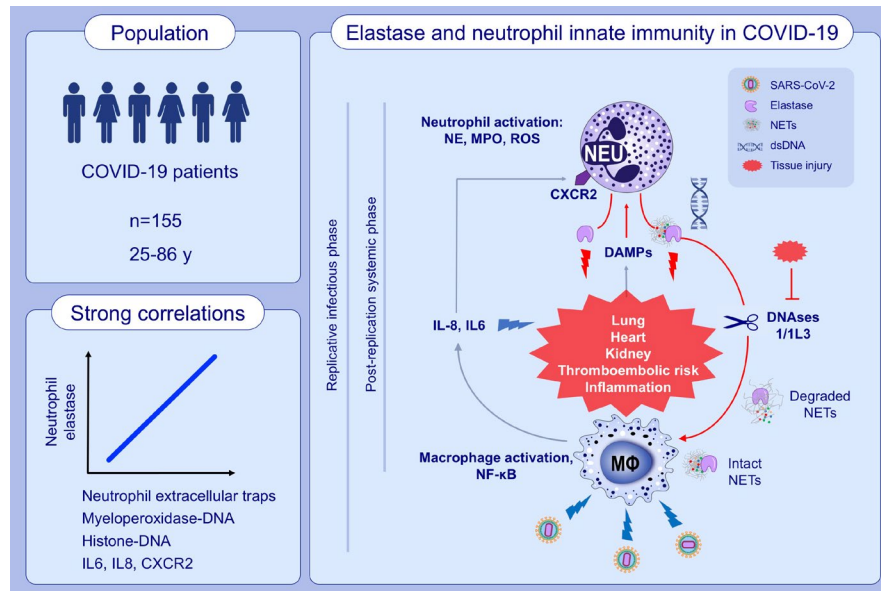 Population
COVID-19 patients
n=155
25-86 y
Strong correlations
Neutrophil
elastase
Neutrophil extracellular traps
Myeloperoxidase-DNA
Histone-DNA
IL6, IL8, CXCR2
Elastase and neutrophil innate immunity in COVID-19
Replicative infectious phase
Post-replication systemic phase
SARS-CoV-2
Elastase
NETs
dsDNA
Tissue injury
Neutrophil activation:
NE, MPO, ROS
NEU
CXCR2
DAMPs
IL-8, IL6
Lung
Heart
Kidney
Thromboembolic risk
Inflammation
DNAses
1/1L3
Degraded
NETs
Macrophage activation,
NF-κB
MΦ
Intact
NETs